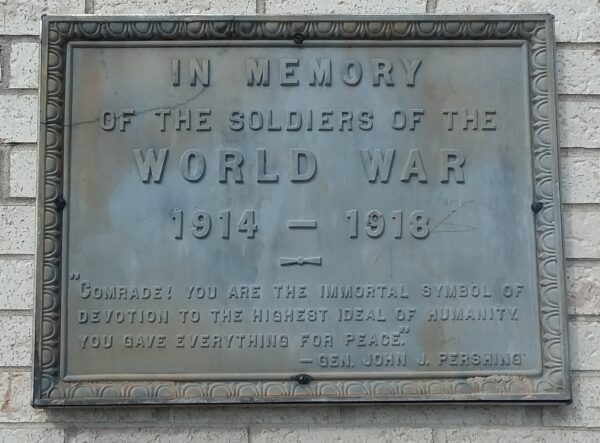 IN MEMORY
OF THE SOLDIERS OF THE
WORLD WAR
1914 — 1918
"COMRADE! YOU ARE THE IMMORTAL SYMBOL OF
DEVOTION TO THE HIGHEST IDEAL OF HUMANITY.
YOU GAVE EVERYTHING FOR PEACE."
— GEN. JOHN J. PERSHING